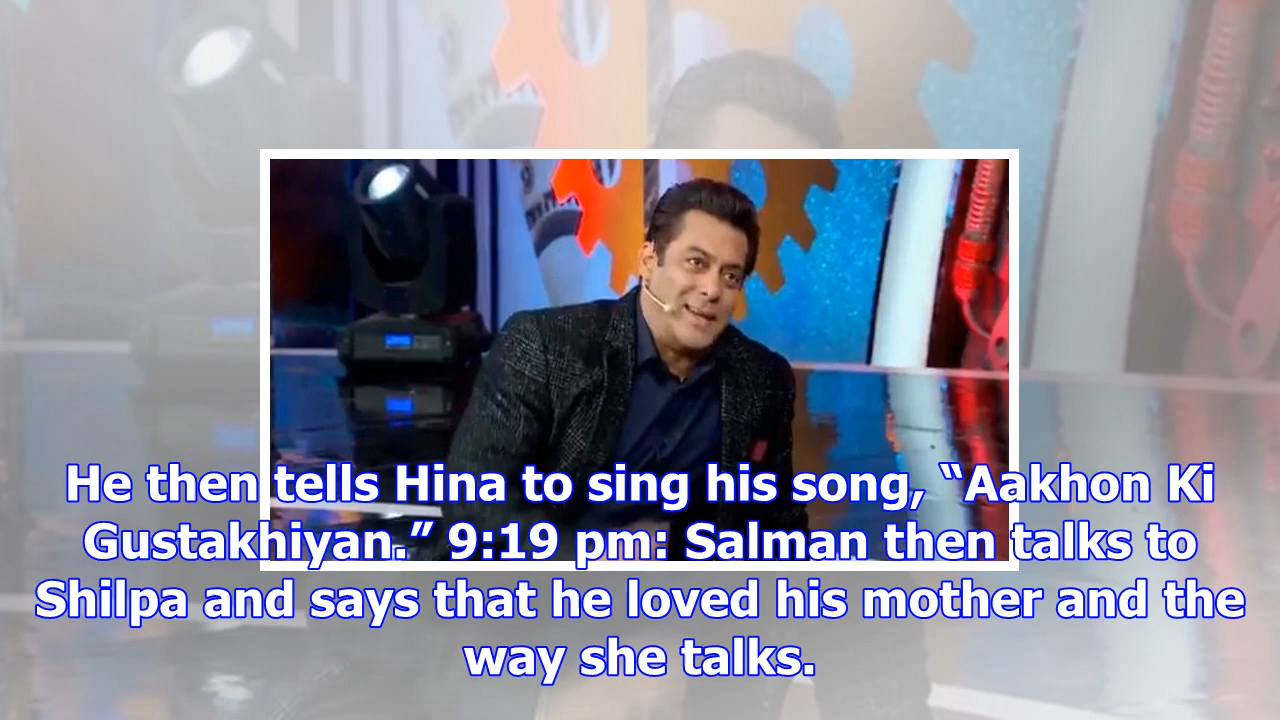 He then tells Hina to sing his song, “Aakhon Ki
Gustakhiyan.” 9:19 pm: Salman then talks to
Shilpa and says that he loved his mother and the
way she talks.